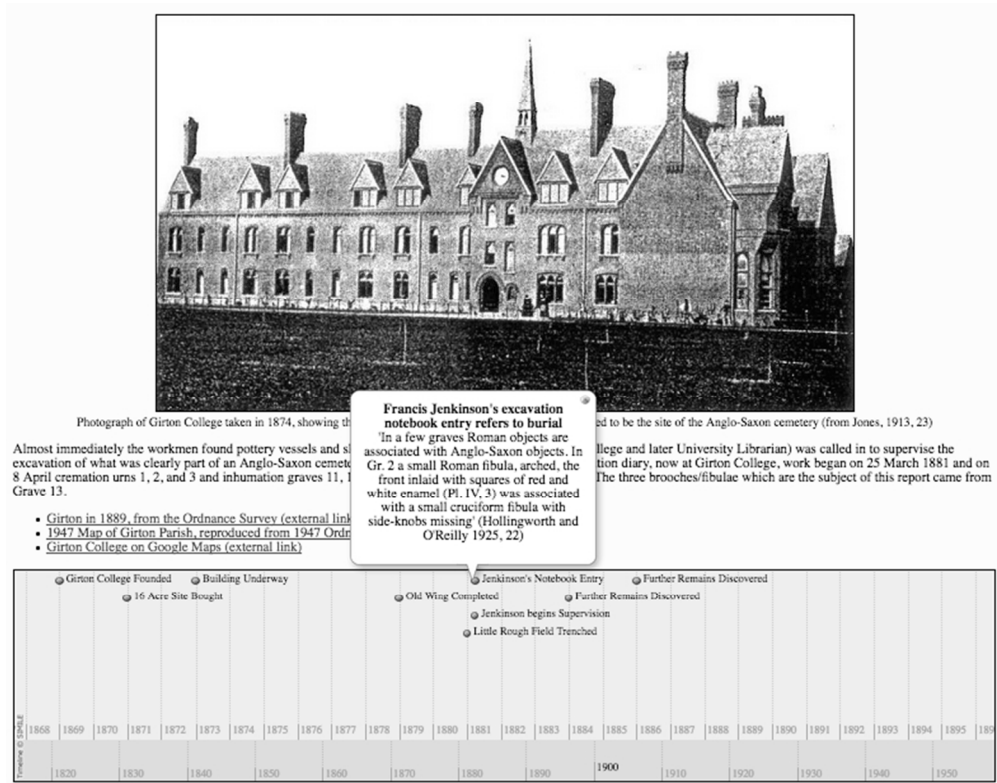 Photograph of Girton College taken in 1874, showing th
ed to be the site of the Anglo-Saxon cemetery (from Jones, 1913, 23)
Francis Jenkinson's excavation
notebook entry refers to burial
'In a few graves Roman objects are
associated with Anglo-Saxon objects. In
Gr. 2 a small Roman fibula, arched, the
front inlaid with squares of red and
white enamel (Pl. IV, 3) was associated
with a small cruciform fibula with
side-knobs missing' (Hollingworth and
O'Reilly 1925, 22)
Almost immediately the workmen found pottery vessels and sl
llege and later University Librarian) was called in to supervise the
excavation of what was clearly part of an Anglo-Saxon cemete
tion diary, now at Girton College, work began on 25 March 1881 and on
8 April cremation urns 1, 2, and 3 and inhumation graves 11, 1
The three brooches/fibulae which are the subject of this report came from
Grave 13.
• Girton in 1889, from the Ordnance Survey (external link
• 1947 Map of Girton Parish, reproduced from 1947 Ordn
• Girton College on Google Maps (external link)
Girton College Founded Building Underway Jenkinson's Notebook Entry Further Remains Discovered
16 Acre Site Bought Old Wing Completed Further Remains Discovered
Jenkinson begins Supervision
Little Rough Field Trenched
Timeline © SIMILE
1868 1869 1870 1871 1872 1873 1874 1875 1876 1877 1878 1879 1880 1881 1882 1883 1884 1885 1886 1887 1888 1889 1890 1891 1892 1893 1894 1895 189
1820 1830 1840 1850 1860 1870 1880 1890 1900 1910 1920 1930 1940 1950